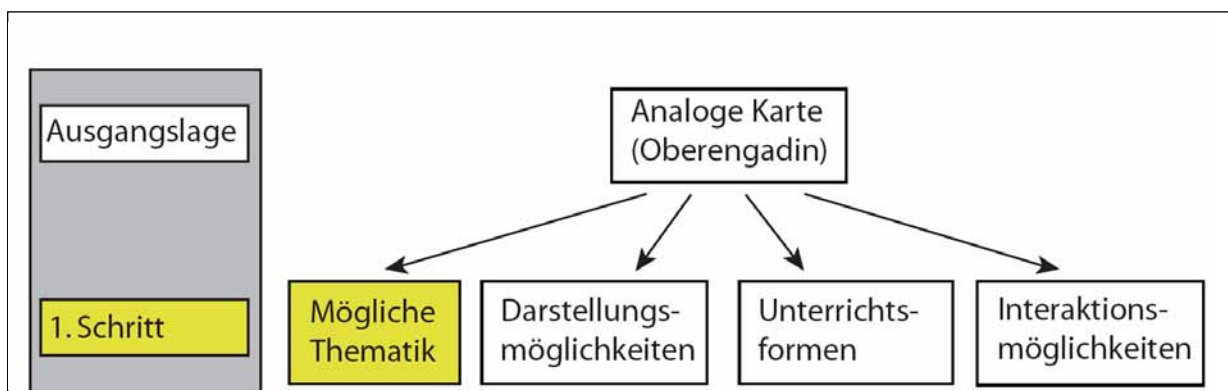 Ausgangslage
Analoge Karte
(Oberengadin)
1. Schritt
Mögliche
Thematik
Darstellungs-
möglichkeiten
Unterrichts-
formen
Interaktions-
möglichkeiten